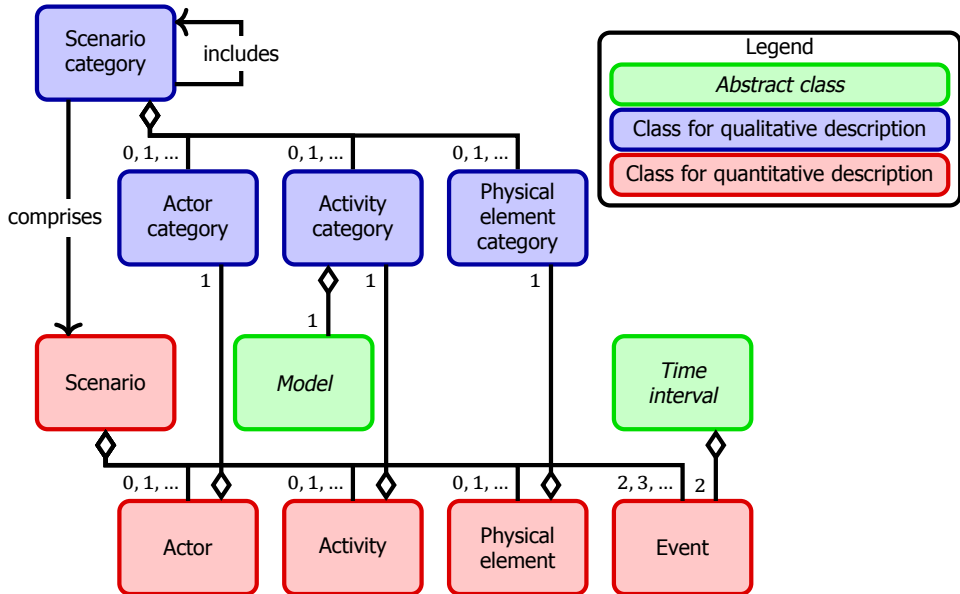 Scenario
category
includes
Legend
Abstract class
Class for qualitative description
Class for quantitative description
0, 1, ...
0, 1, ...
0, 1, ...
Actor
category
Activity
category
Physical
element
category
comprises
1
1
1
1
Scenario
Model
Time
interval
0, 1, ...
0, 1, ...
0, 1, ...
2, 3, ...
2
Actor
Activity
Physical
element
Event